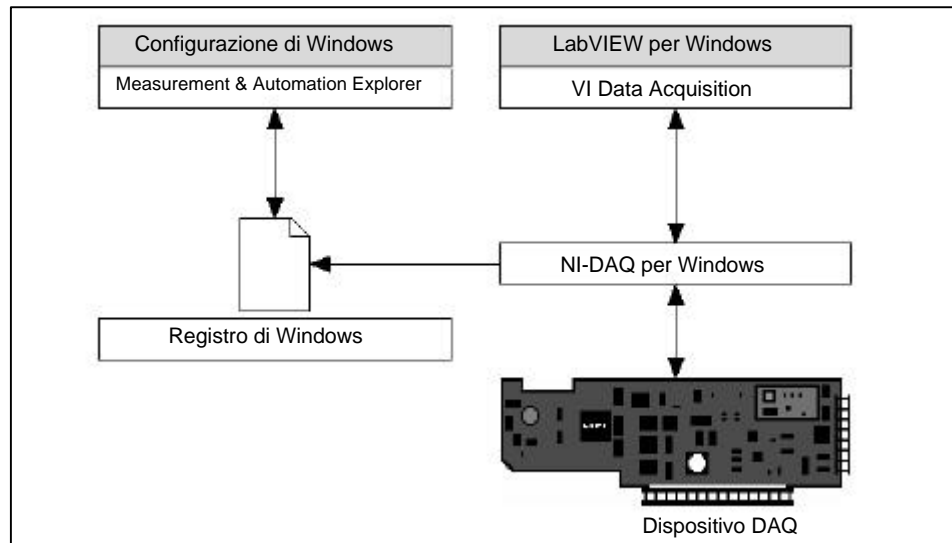 Configurazione di Windows
Measurement & Automation Explorer
LabVIEW per Windows
VI Data Acquisition
NI-DAQ per Windows
Registro di Windows
Dispositivo DAQ